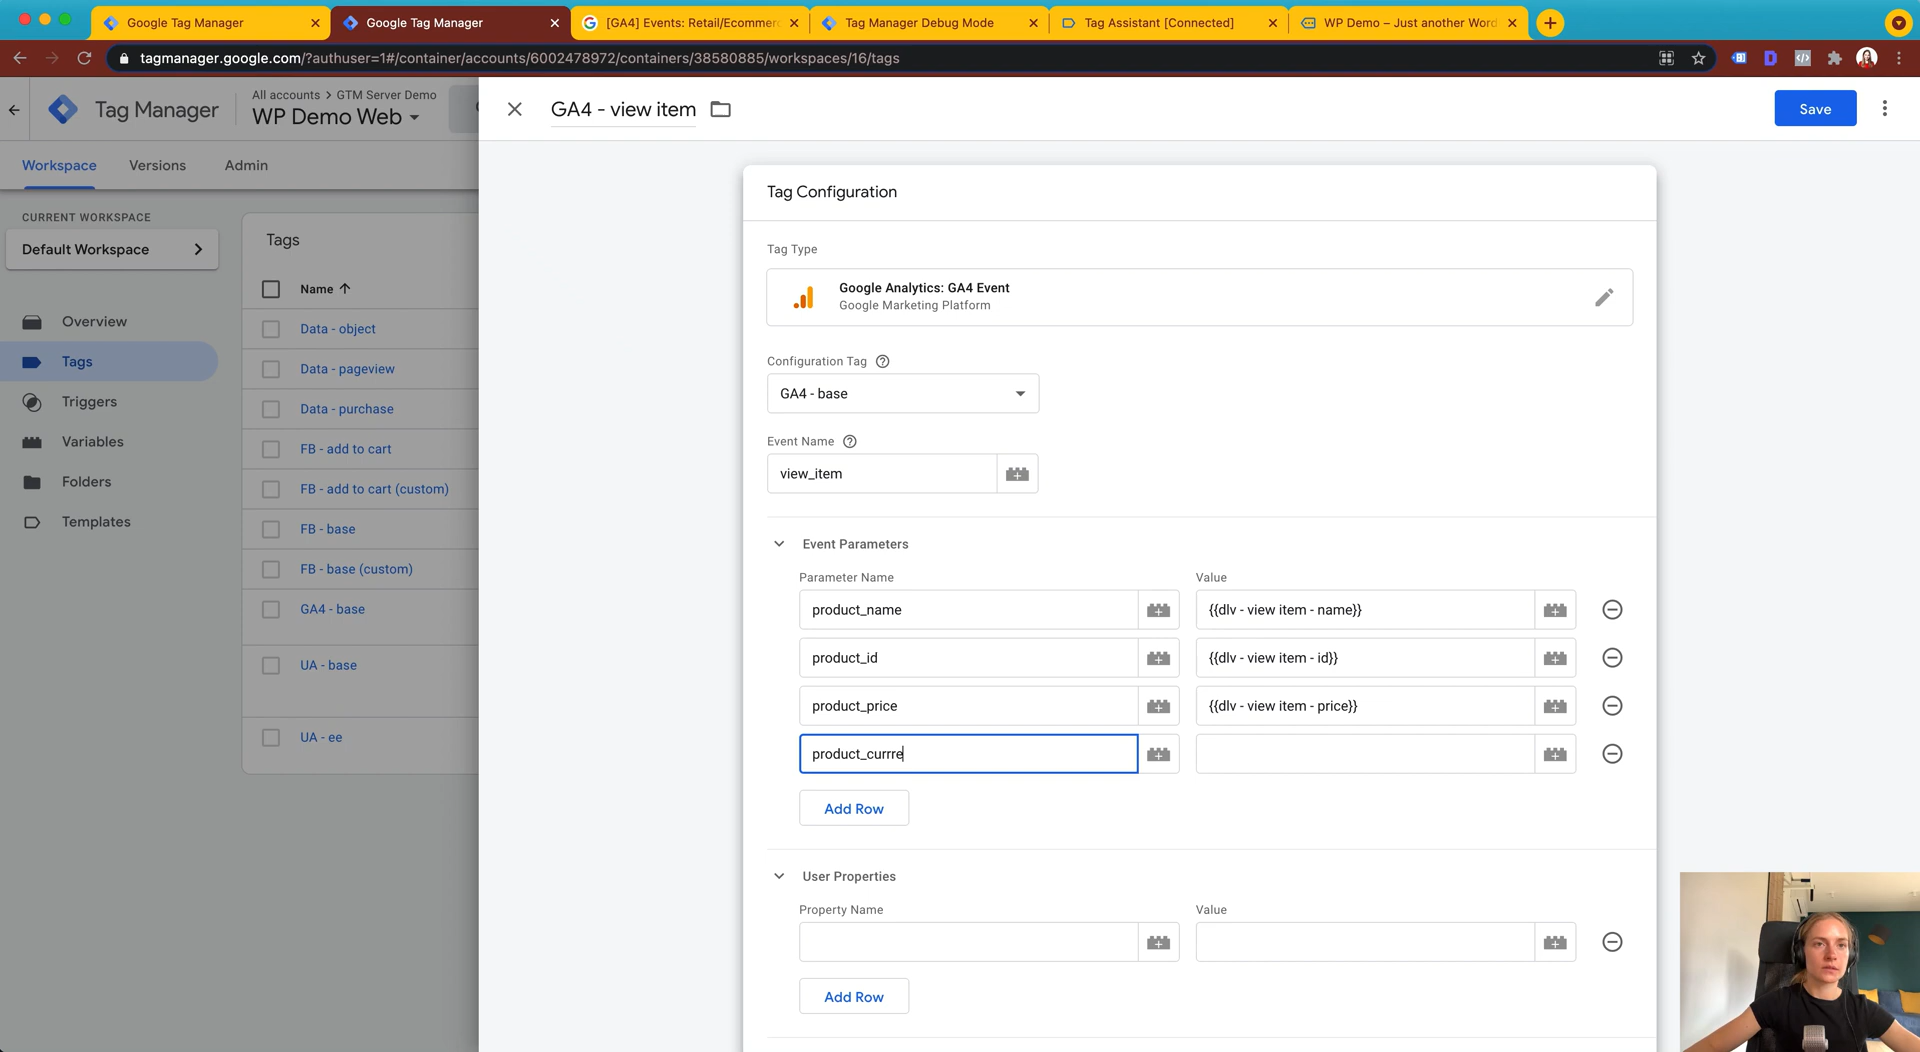 Google Tag Manager
Google Tag Manager
[GA4] Events: Retail/Ecommer
Tag Manager Debug Mode
Tag Assistant [Connected]
WP Demo – Just another Word
tagmanager.google.com/?authuser=1#/container/accounts/6002478972/containers/38580885/workspaces/16/tags
Tag Manager
All accounts > GTM Server Demo
WP Demo Web
GA4 - view item
Save
Workspace
Versions
Admin
CURRENT WORKSPACE
Default Workspace
Overview
Tags
Triggers
Variables
Folders
Templates
Tags
Name
Data - object
Data - pageview
Data - purchase
FB - add to cart
FB - add to cart (custom)
FB - base
FB - base (custom)
GA4 - base
UA - base
UA - ee
Tag Configuration
Tag Type
Google Analytics: GA4 Event
Google Marketing Platform
Configuration Tag
GA4 - base
Event Name
view_item
Event Parameters
Parameter Name
Value
product_name
{{dlv - view item - name}}
product_id
{{dlv - view item - id}}
product_price
{{dlv - view item - price}}
product_currre
Add Row
User Properties
Property Name
Value
Add Row